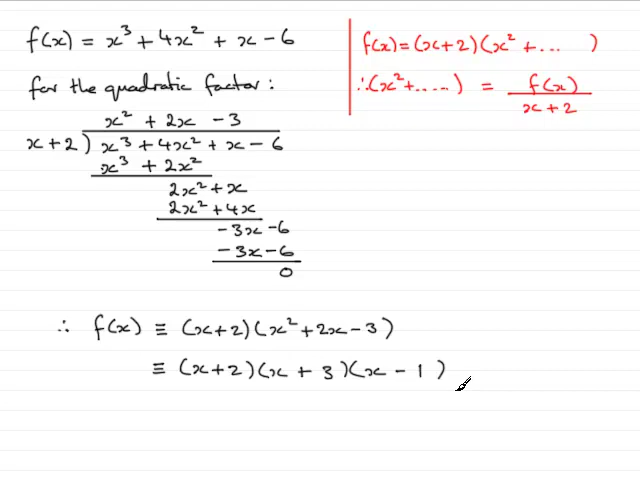 f(x) = x³ + 4x² + x - 6
for the quadratic factor:
x² + 2x - 3
x + 2 ) x³ + 4x² + x - 6
x³ + 2x²
2x² + x
2x² + 4x
-3x - 6
-3x - 6
0
∴ f(x) ≡ (x+2)(x² + 2x - 3)
≡ (x+2)(x + 3)(x - 1)
f(x) = (x+2)(x² + ... )
∴(x² + .....) = f(x)
x + 2